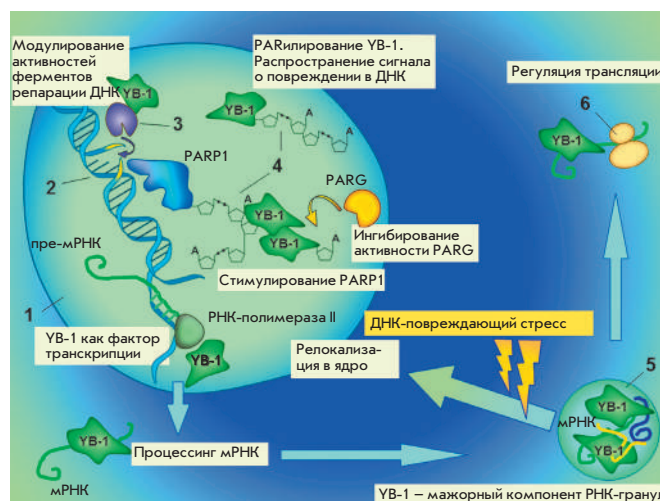 Модулирование
активностей
ферментов
репарации ДНК
YB-1
3
2
PARP1
PARилирование YB-1.
Распространение сигнала
о повреждении в ДНК
YB-1
A
A
4
PARG
A
YB-1
YB-1
A
A
Ингибирование
активности PARG
Стимулирование PARP1
пре-мРНК
1
РНК-полимераза II
YB-1 как фактор
транскрипции
YB-1
Регуляция трансляции
6
YB-1
ДНК-повреждающий стресс
Релокализа-
ция в ядро
5
YB-1
мРНК
YB-1
YB-1
мРНК
Процессинг мРНК
YB-1 – мажорный компонент РНК-гранул